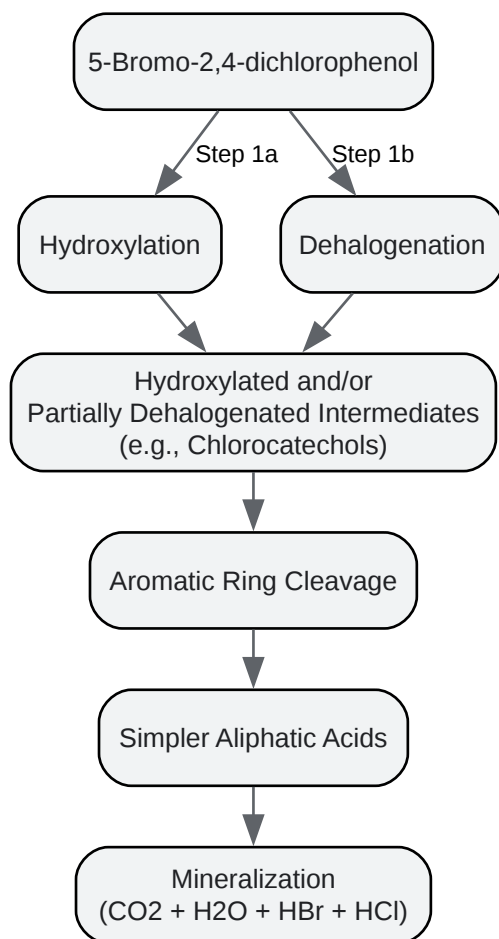 5-Bromo-2,4-dichlorophenol
Step 1a
Step 1b
Hydroxylation
Dehalogenation
Hydroxylated and/or
Partially Dehalogenated Intermediates
(e.g., Chlorocatechols)
Aromatic Ring Cleavage
Simpler Aliphatic Acids
Mineralization
(CO2 + H2O + HBr + HCl)